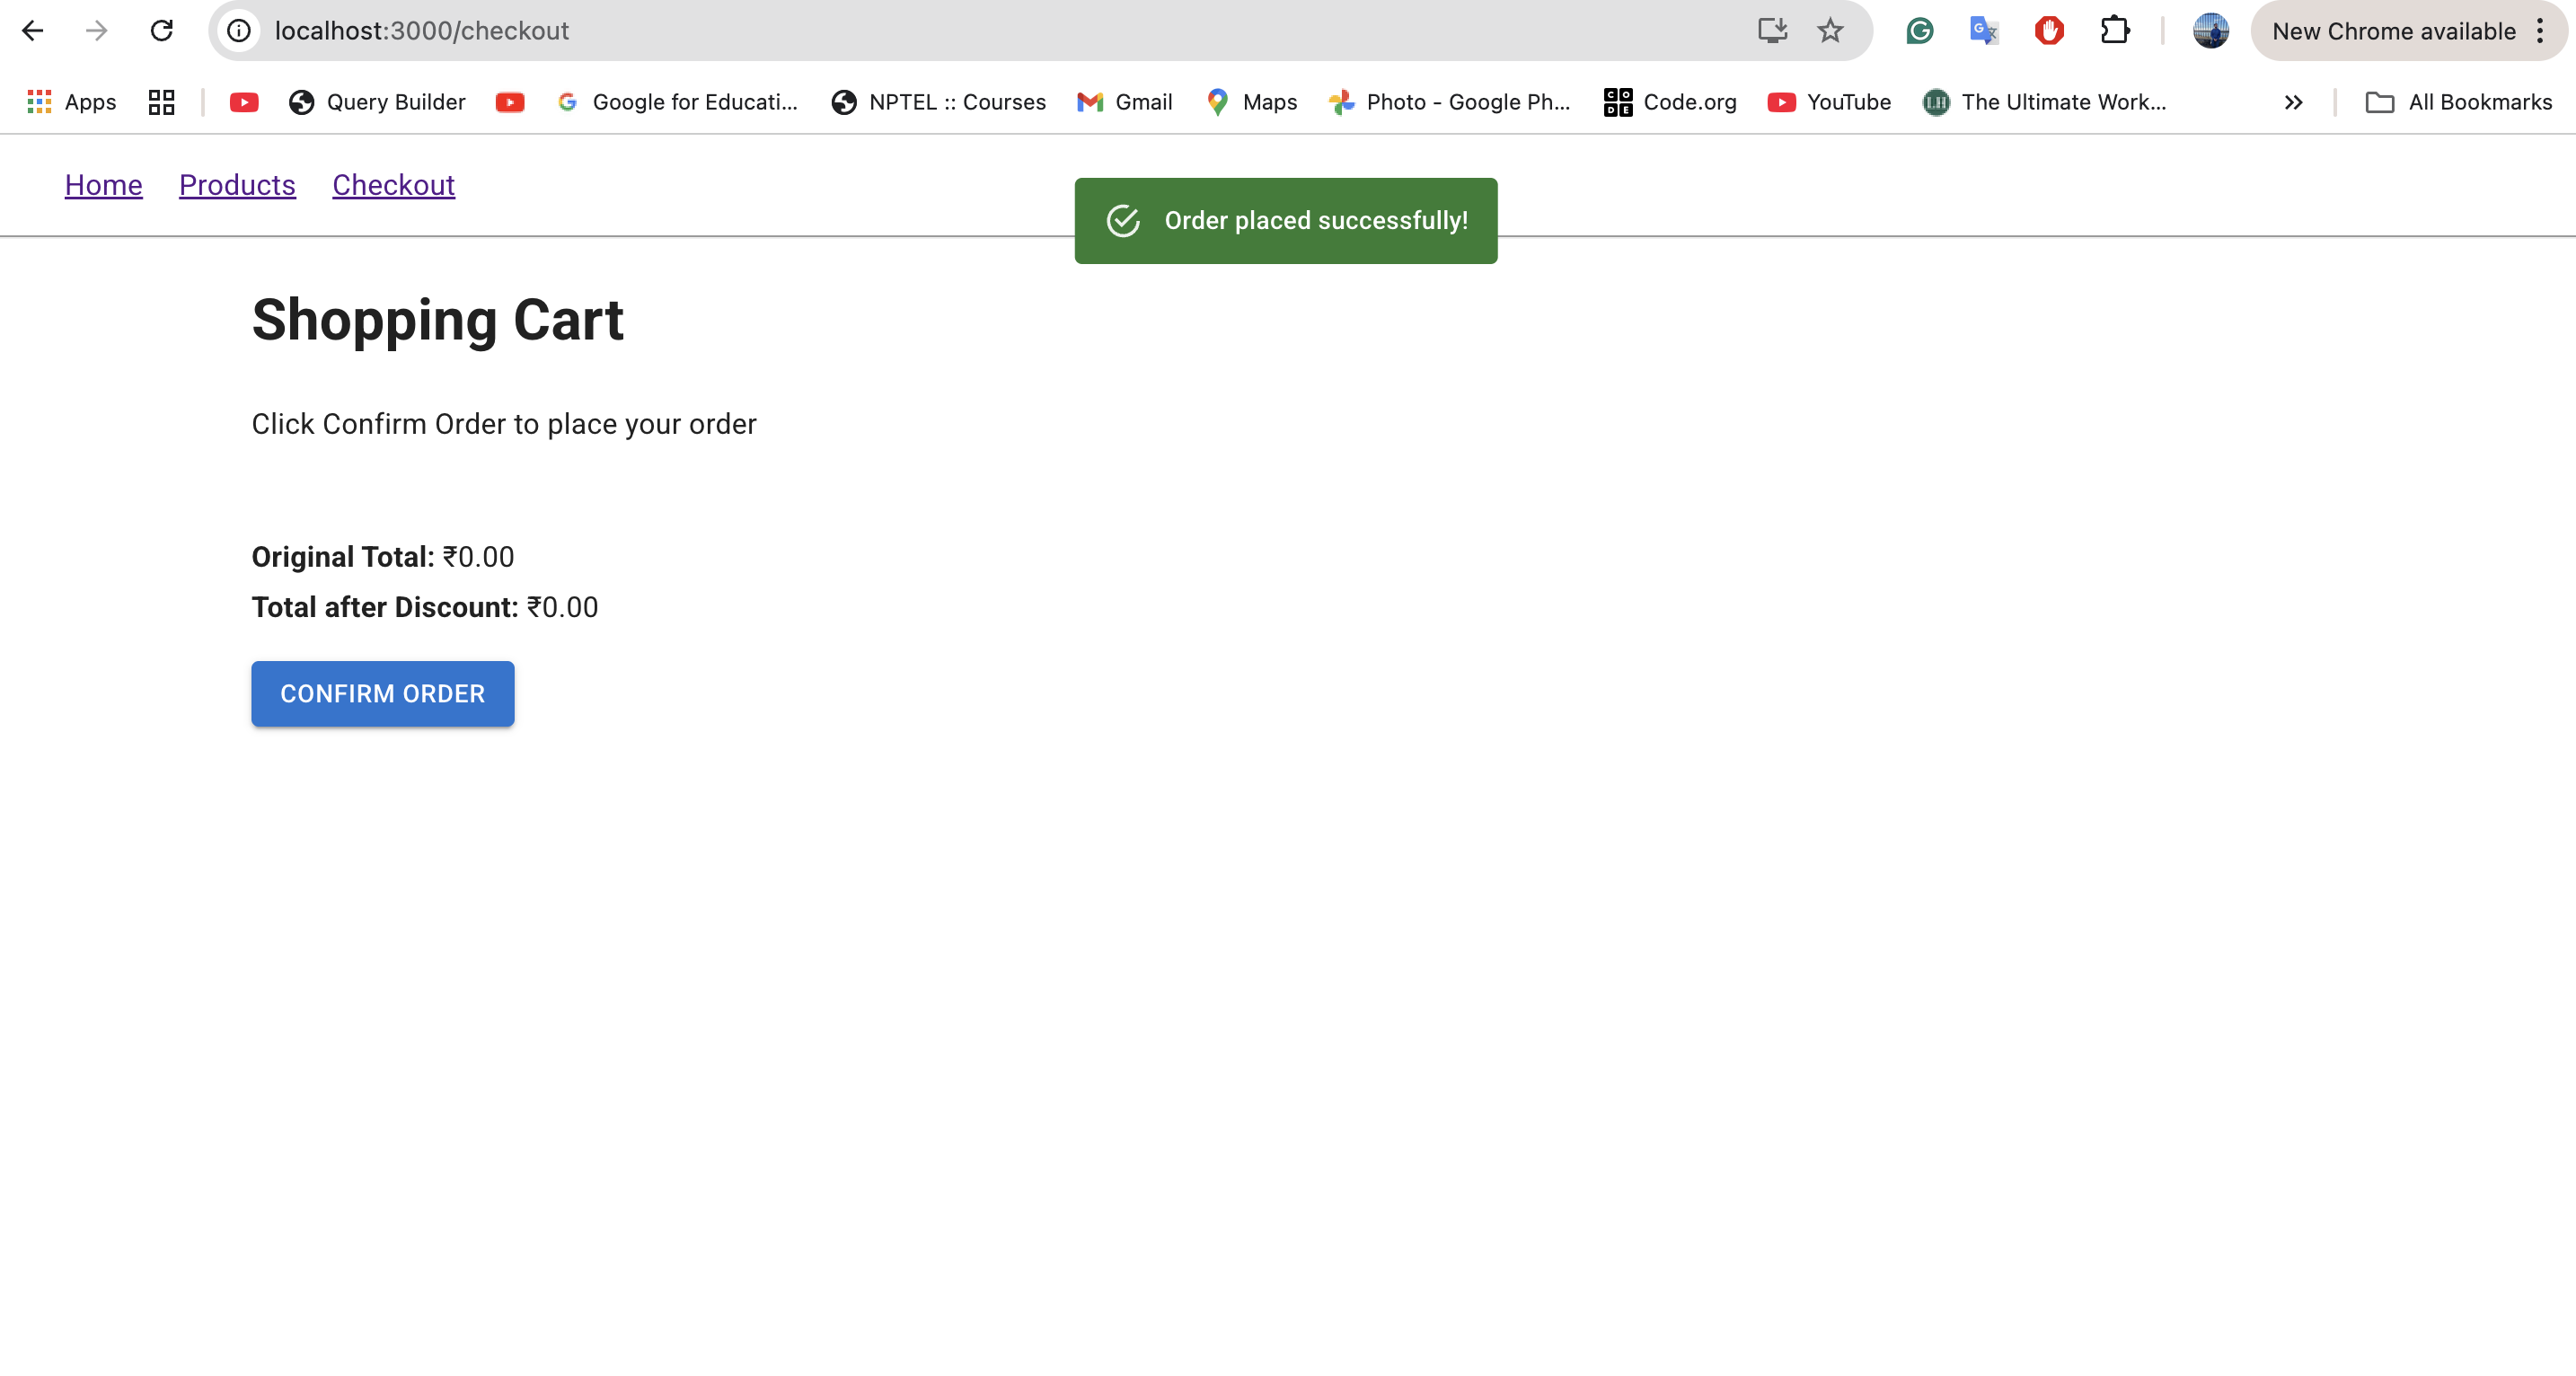 localhost:3000/checkout
New Chrome available
Apps
Query Builder
Google for Educati...
NPTEL :: Courses
Gmail
Maps
Photo - Google Ph...
Code.org
YouTube
The Ultimate Work...
All Bookmarks
Home Products Checkout
Order placed successfully!
Shopping Cart
Click Confirm Order to place your order
Original Total: ₹0.00
Total after Discount: ₹0.00
CONFIRM ORDER